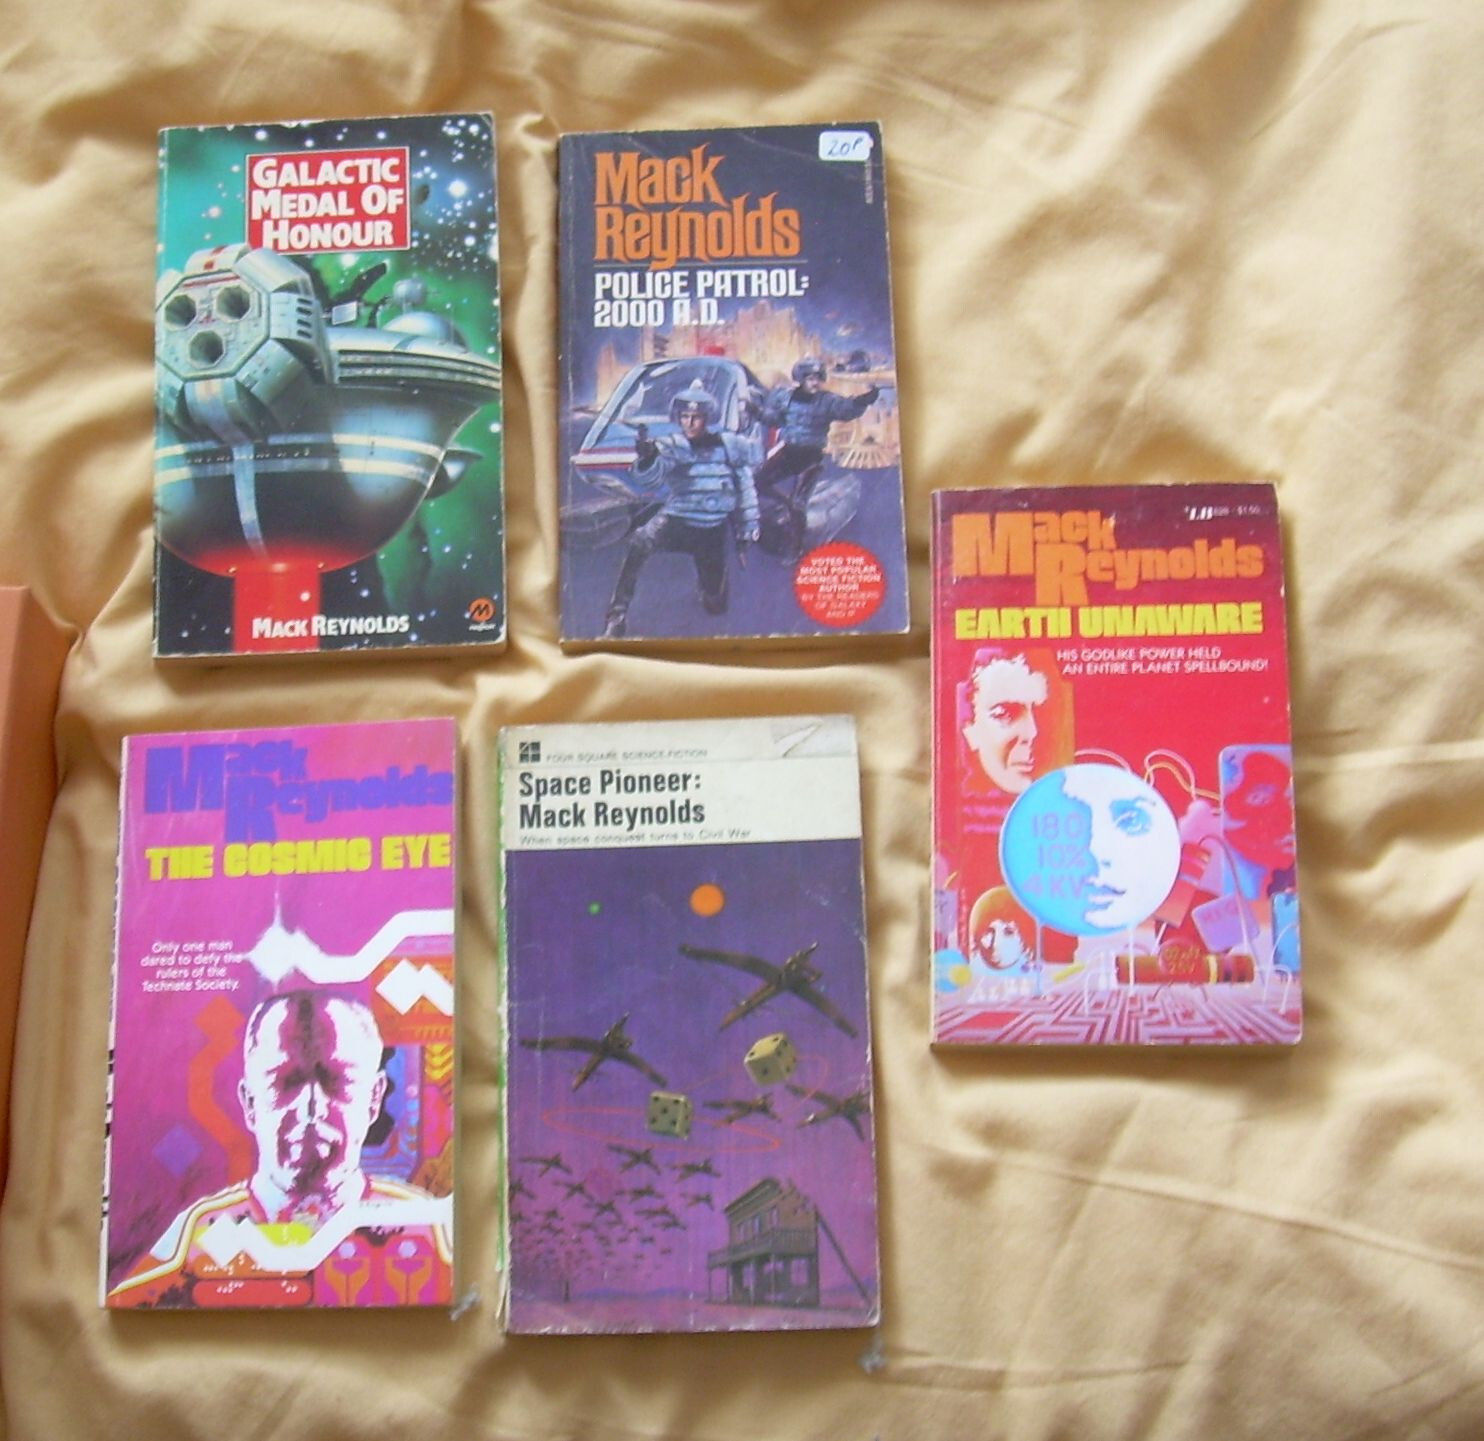 GALACTIC
MEDAL OF
HONOUR
MACK REYNOLDS
20P
Mack
Reynolds
POLICE PATROL:
2000 A.D.
VOTED THE
MOST POPULAR
SCIENCE FICTION
AUTHOR
BY THE READERS
OF GALAXY
AND IF
LB $1.50
Mack
Reynolds
EARTH UNAWARE
HIS GODLIKE POWER HELD
AN ENTIRE PLANET SPELLBOUND!
180
10%
4KV
Mack
Reynolds
THE COSMIC EYE
Only one man
dared to defy the
rulers of the
Technate Society.
FOUR SQUARE SCIENCE-FICTION
Space Pioneer:
Mack Reynolds
When space conquest turns to Civil War